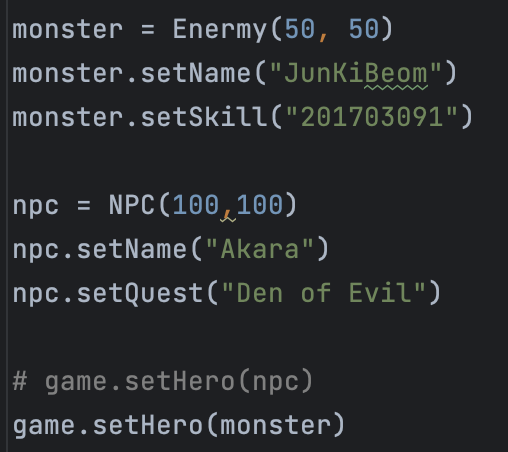 monster = Enermy(50, 50)
monster.setName("JunKiBeom")
monster.setSkill("201703091")
npc = NPC(100,100)
npc.setName("Akara")
npc.setQuest("Den of Evil")
# game.setHero(npc)
game.setHero(monster)